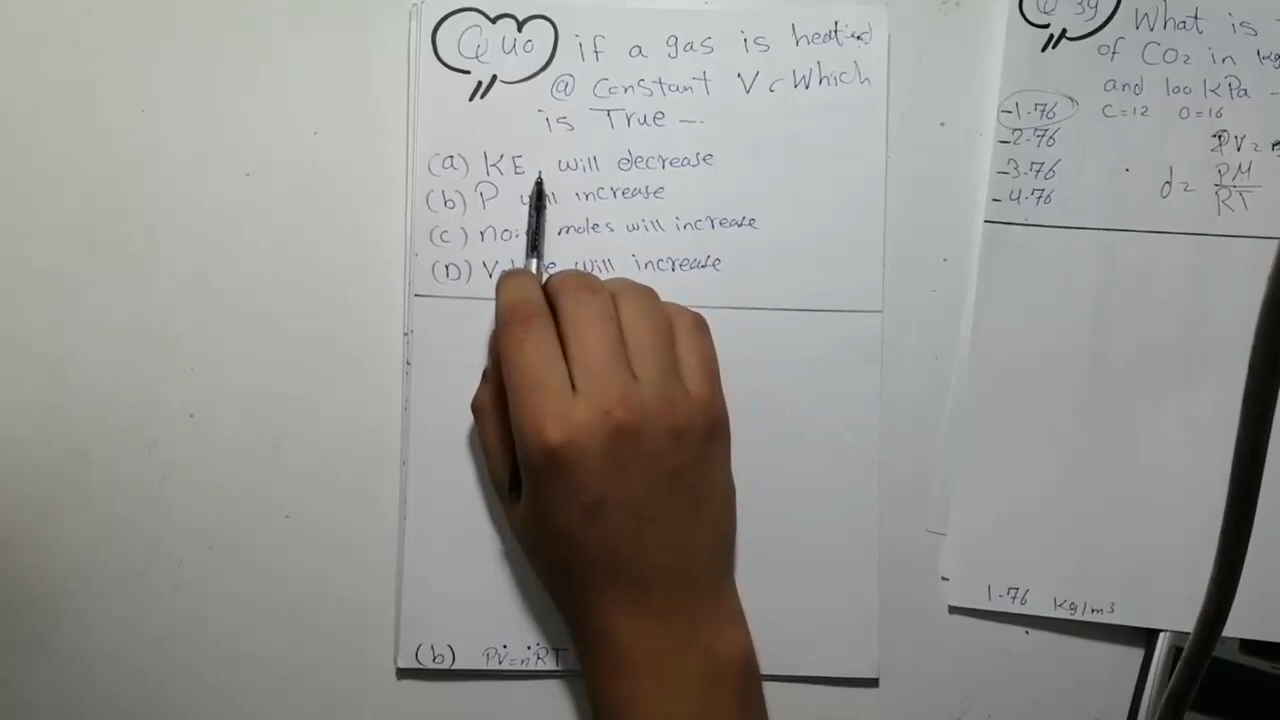 Q 40 if a gas is heated
@ constant V, Which
is True —
(a) KE will decrease
(b) P will increase
(c) no. moles will increase
(D) will increase
(b) PV=nRT
Q 39 What is
of CO2 in kg
and 100 kPa
C=12 O=16
-1.76
-2.76
-3.76
-4.76
PV=
d= PM
RT
1.76 kg/m3